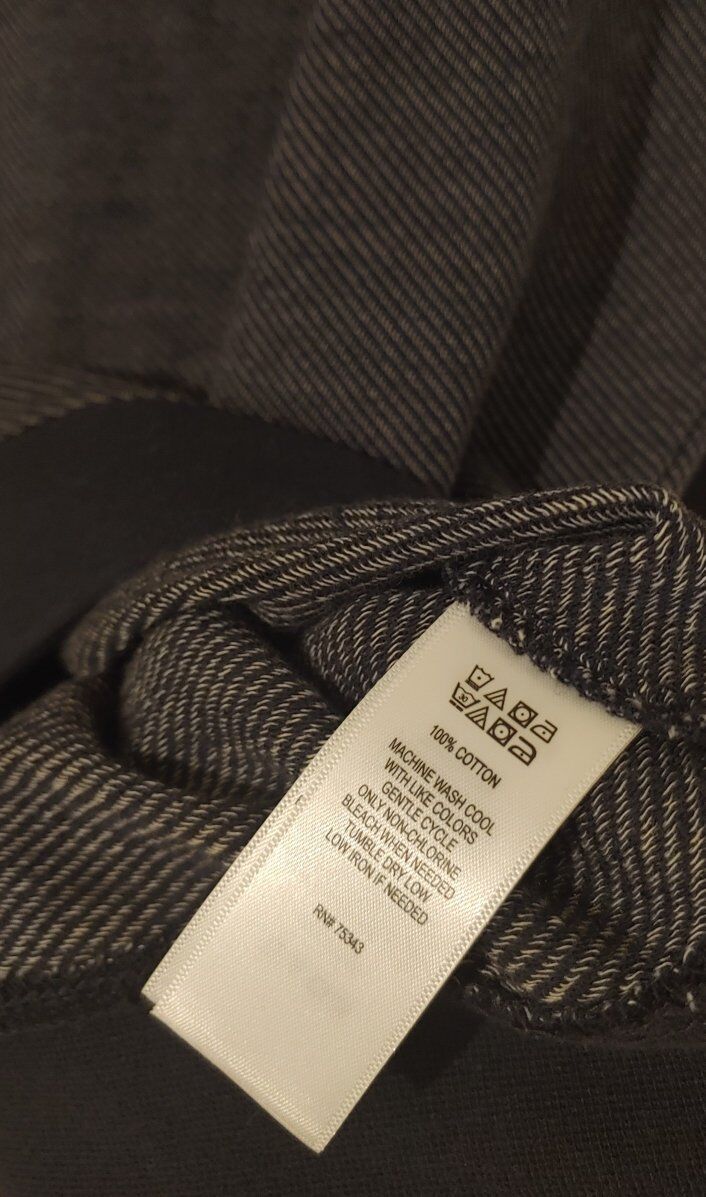 100% COTTON
MACHINE WASH COOL
WITH LIKE COLORS
GENTLE CYCLE
ONLY NON-CHLORINE
BLEACH WHEN NEEDED
TUMBLE DRY LOW
LOW IRON IF NEEDED
RN# 75343